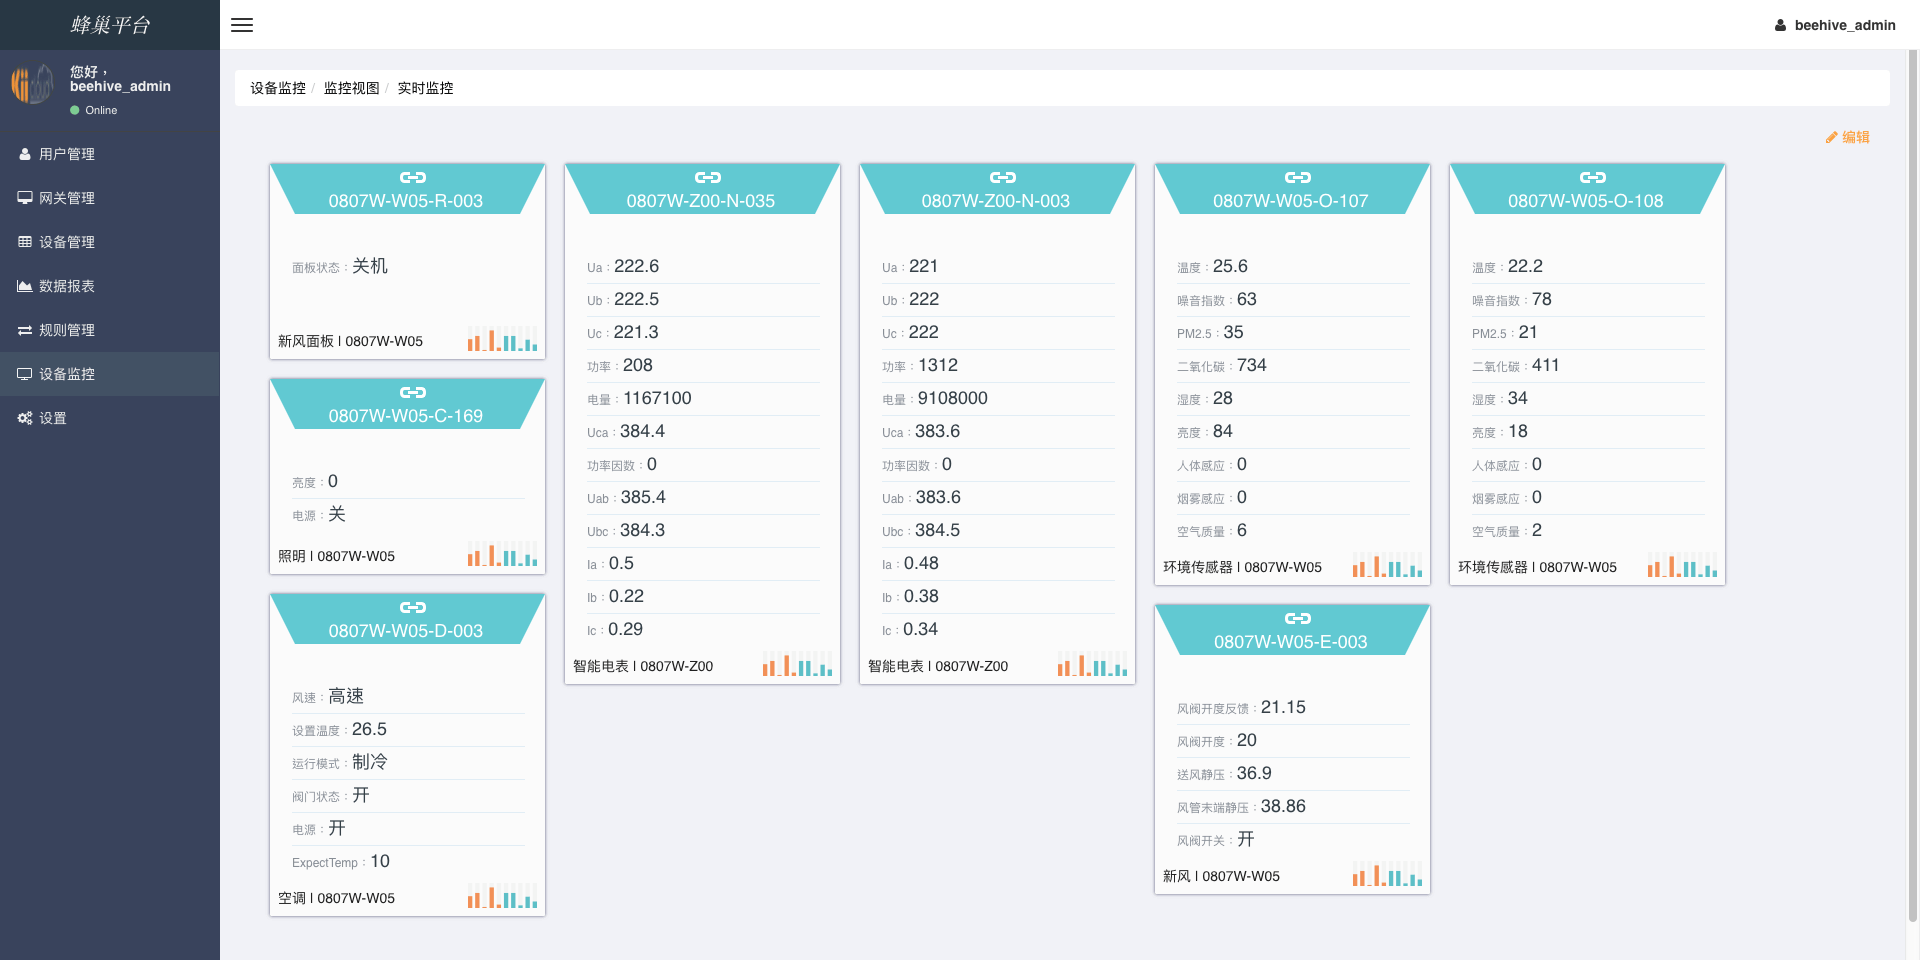 蜂巢平台
beehive_admin
您好，
beehive_admin
Online
用户管理
网关管理
设备管理
数据报表
规则管理
设备监控
设置
设备监控 / 监控视图 / 实时监控
编辑
0807W-W05-R-003
面板状态：关机
新风面板 | 0807W-W05
0807W-W05-C-169
亮度：0
电源：关
照明 | 0807W-W05
0807W-W05-D-003
风速：高速
设置温度：26.5
运行模式：制冷
阀门状态：开
电源：开
ExpectTemp：10
空调 | 0807W-W05
0807W-Z00-N-035
Ua：222.6
Ub：222.5
Uc：221.3
功率：208
电量：1167100
Uca：384.4
功率因数：0
Uab：385.4
Ubc：384.3
Ia：0.5
Ib：0.22
Ic：0.29
智能电表 | 0807W-Z00
0807W-Z00-N-003
Ua：221
Ub：222
Uc：222
功率：1312
电量：9108000
Uca：383.6
功率因数：0
Uab：383.6
Ubc：384.5
Ia：0.48
Ib：0.38
Ic：0.34
智能电表 | 0807W-Z00
0807W-W05-O-107
温度：25.6
噪音指数：63
PM2.5：35
二氧化碳：734
湿度：28
亮度：84
人体感应：0
烟雾感应：0
空气质量：6
环境传感器 | 0807W-W05
0807W-W05-E-003
风阀开度反馈：21.15
风阀开度：20
送风静压：36.9
风管末端静压：38.86
风阀开关：开
新风 | 0807W-W05
0807W-W05-O-108
温度：22.2
噪音指数：78
PM2.5：21
二氧化碳：411
湿度：34
亮度：18
人体感应：0
烟雾感应：0
空气质量：2
环境传感器 | 0807W-W05